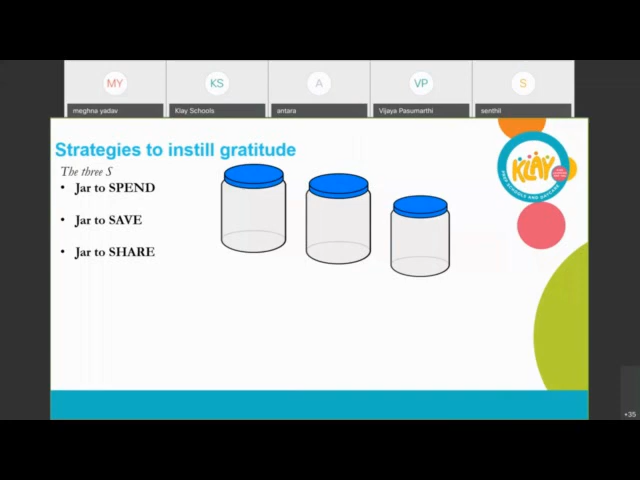 MY
KS
A
VP
S
meghna yadav
Klay Schools
antara
Vijaya Pasumarthi
senthil
Strategies to instill gratitude
The three S
• Jar to SPEND
• Jar to SAVE
• Jar to SHARE
KLAY
+35